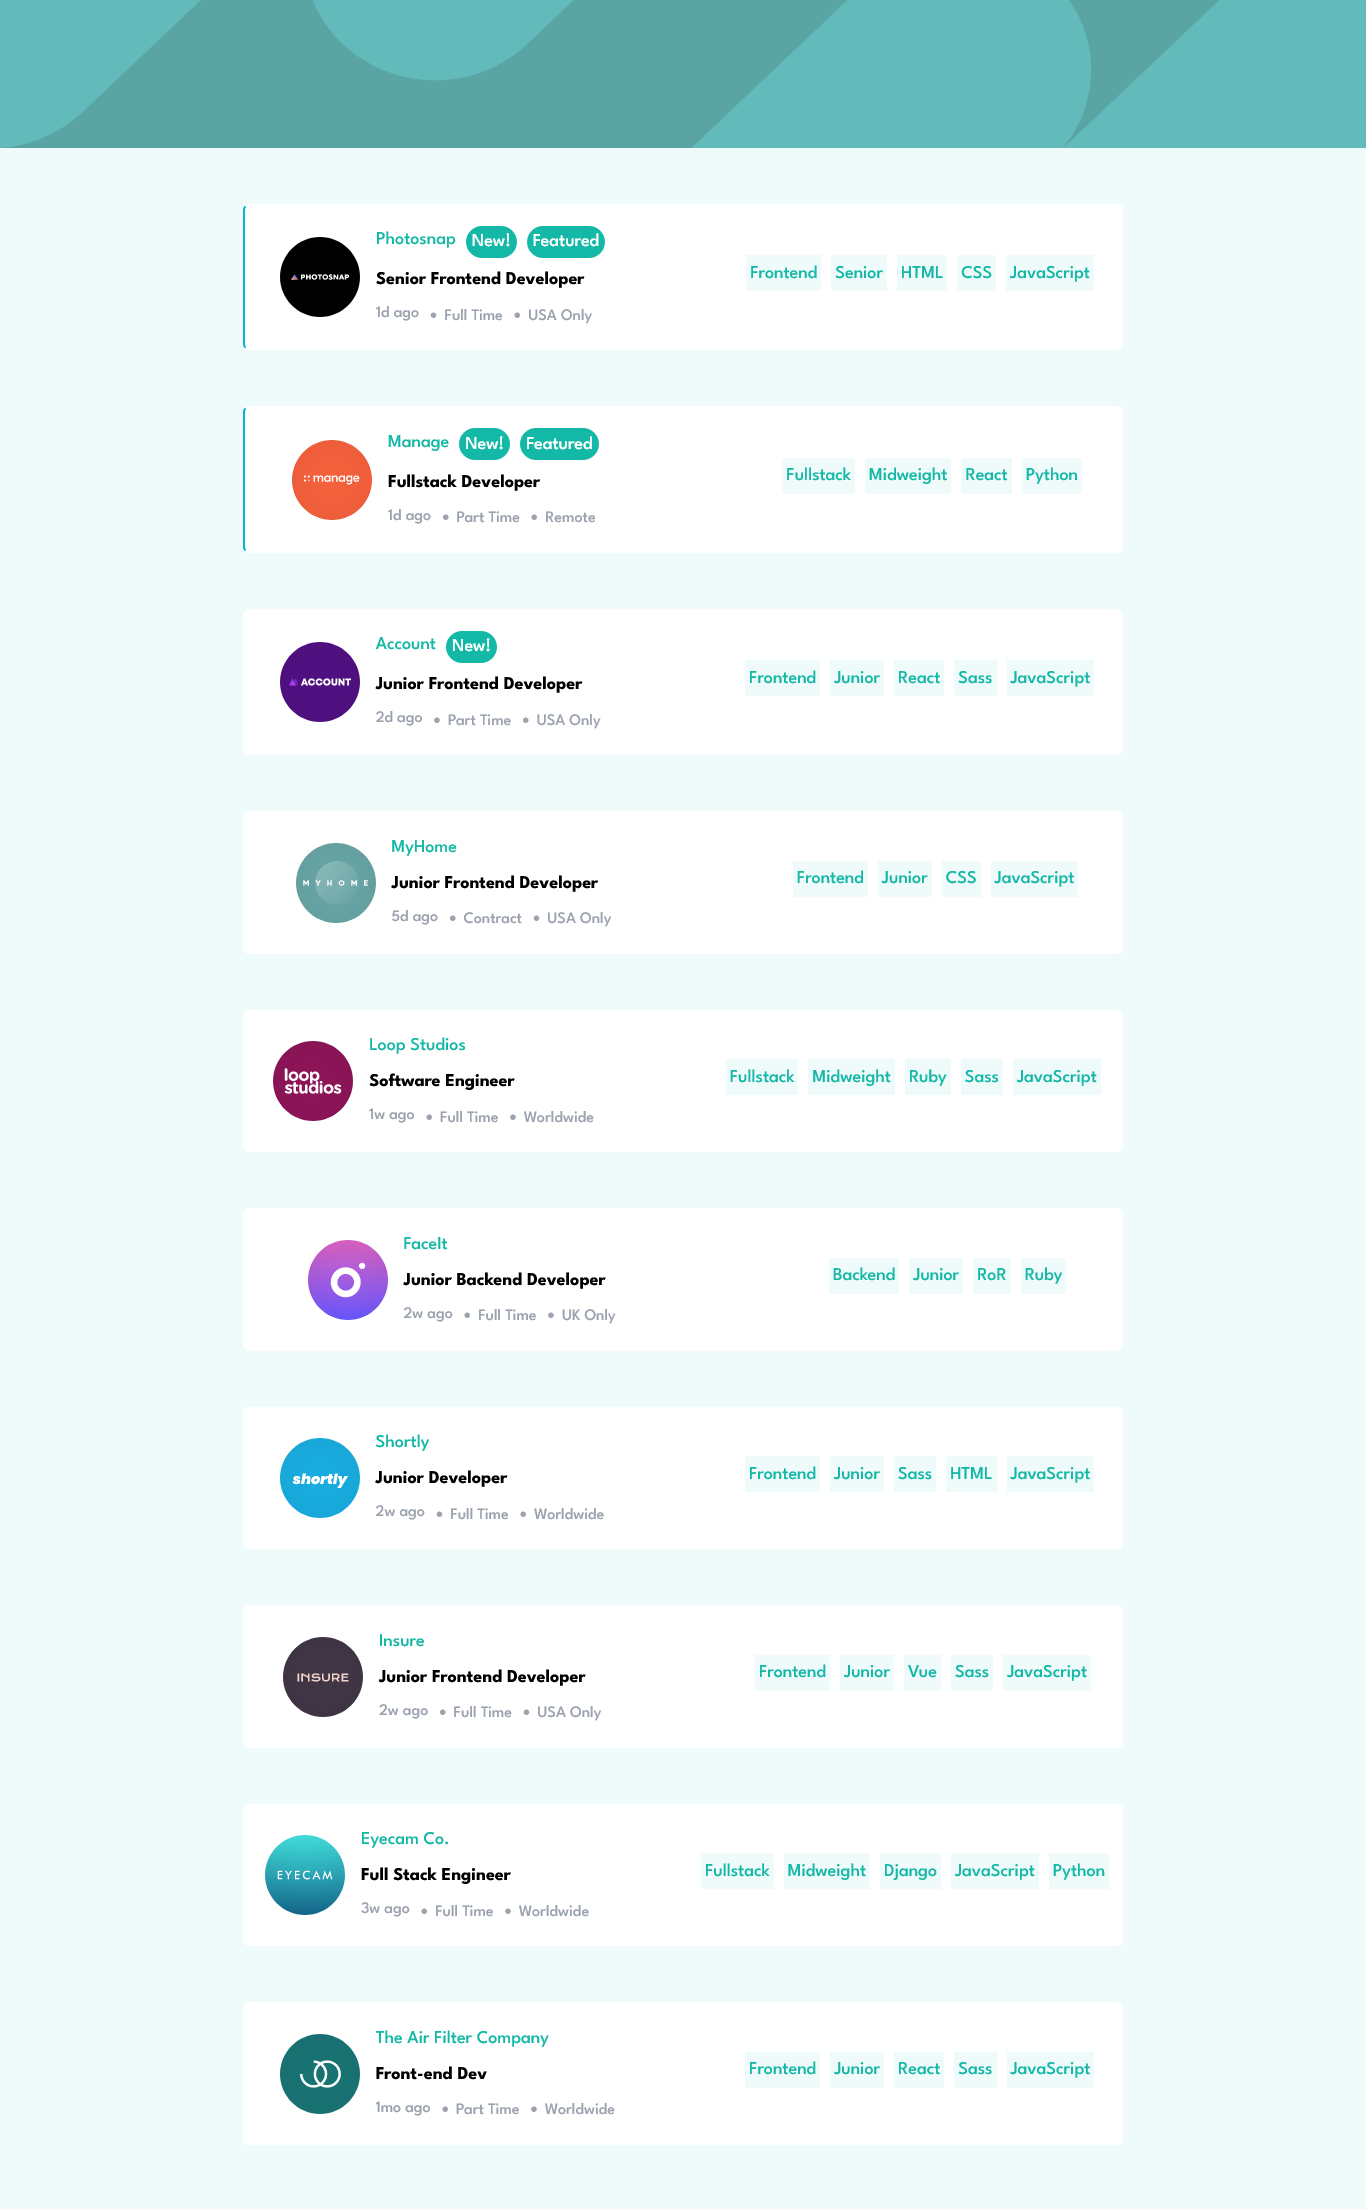 PHOTOSNAP
Photosnap New! Featured
Senior Frontend Developer
1d ago • Full Time • USA Only
Frontend Senior HTML CSS JavaScript
manage
Manage New! Featured
Fullstack Developer
1d ago • Part Time • Remote
Fullstack Midweight React Python
ACCOUNT
Account New!
Junior Frontend Developer
2d ago • Part Time • USA Only
Frontend Junior React Sass JavaScript
MYHOME
MyHome
Junior Frontend Developer
5d ago • Contract • USA Only
Frontend Junior CSS JavaScript
loop
studios
Loop Studios
Software Engineer
1w ago • Full Time • Worldwide
Fullstack Midweight Ruby Sass JavaScript
FaceIt
Junior Backend Developer
2w ago • Full Time • UK Only
Backend Junior RoR Ruby
shortly
Shortly
Junior Developer
2w ago • Full Time • Worldwide
Frontend Junior Sass HTML JavaScript
INSURE
Insure
Junior Frontend Developer
2w ago • Full Time • USA Only
Frontend Junior Vue Sass JavaScript
EYECAM
Eyecam Co.
Full Stack Engineer
3w ago • Full Time • Worldwide
Fullstack Midweight Django JavaScript Python
The Air Filter Company
Front-end Dev
1mo ago • Part Time • Worldwide
Frontend Junior React Sass JavaScript